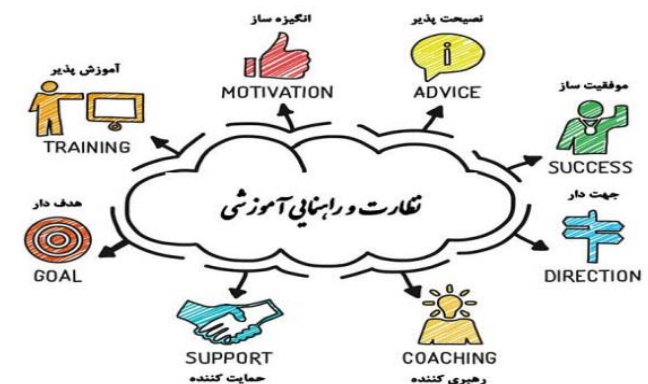 انگیزه ساز
MOTIVATION
نصیحت پذیر
ADVICE
آموزش پذیر
TRAINING
موفقیت ساز
SUCCESS
نظارت و راهنمایی آموزشی
هدف دار
GOAL
جهت دار
DIRECTION
SUPPORT
حمایت کننده
COACHING
رهبری کننده